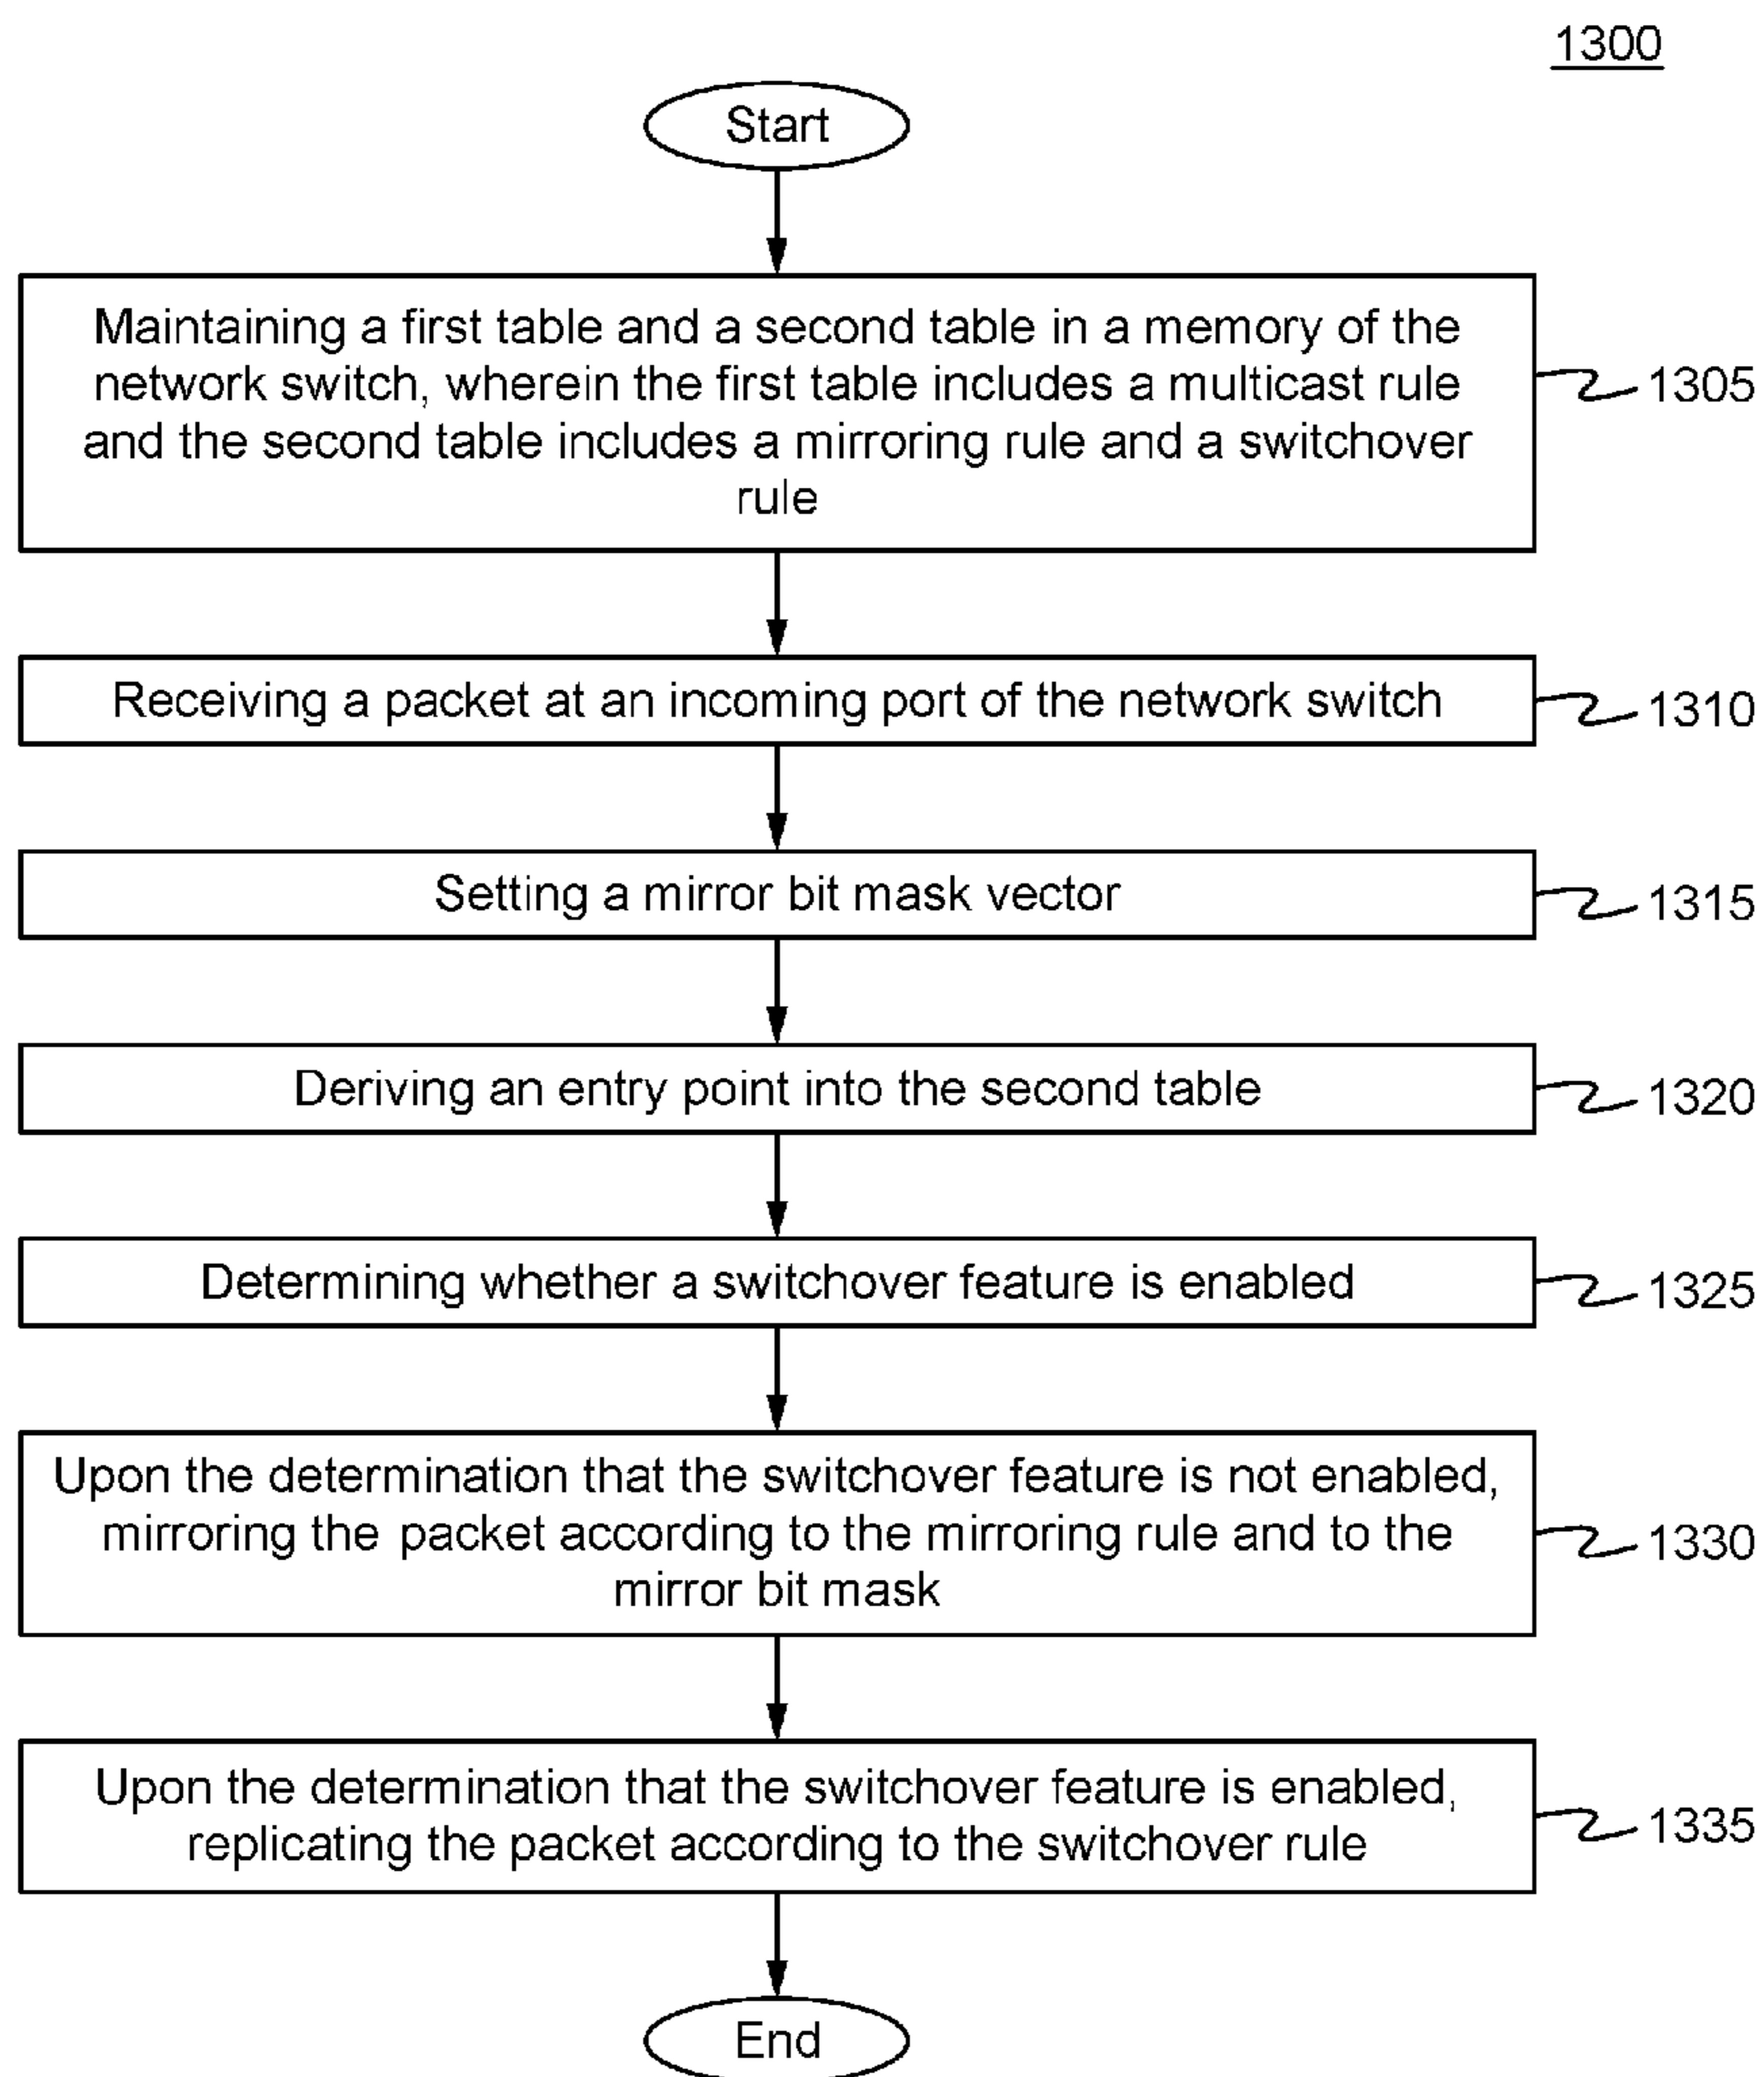 1300
Start
Maintaining a first table and a second table in a memory of the
network switch, wherein the first table includes a multicast rule
and the second table includes a mirroring rule and a switchover
rule
1305
Receiving a packet at an incoming port of the network switch
1310
Setting a mirror bit mask vector
1315
Deriving an entry point into the second table
1320
Determining whether a switchover feature is enabled
1325
Upon the determination that the switchover feature is not enabled,
mirroring the packet according to the mirroring rule and to the
mirror bit mask
1330
Upon the determination that the switchover feature is enabled,
replicating the packet according to the switchover rule
1335
End